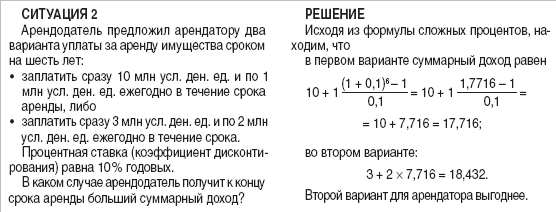 СИТУАЦИЯ 2
Арендодатель предложил арендатору два
варианта уплаты за аренду имущества сроком
на шесть лет:
• заплатить сразу 10 млн усл. ден. ед. и по 1
млн усл. ден. ед. ежегодно в течение срока
аренды, либо
• заплатить сразу 3 млн усл. ден. ед. и по 2 млн
усл. ден. ед. ежегодно в течение срока.
Процентная ставка (коэффициент дисконти-
рования) равна 10% годовых.
В каком случае арендодатель получит к концу
срока аренды больший суммарный доход?
РЕШЕНИЕ
Исходя из формулы сложных процентов, на-
ходим, что
в первом варианте суммарный доход равен
10 + 1 ((1 + 0,1)⁶ – 1)/0,1 = 10 + 1 (1,7716 – 1)/0,1 =
= 10 + 7,716 = 17,716;
во втором варианте:
3 + 2 × 7,716 = 18,432.
Второй вариант для арендатора выгоднее.